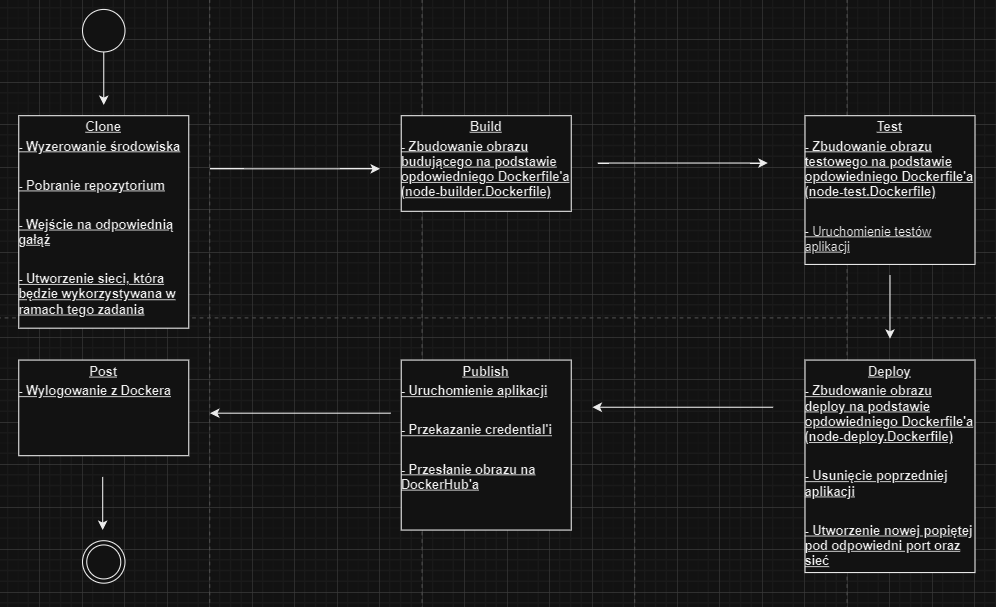 Clone
- Wyzerowanie środowiska
- Pobranie repozytorium
- Wejście na odpowiednią
gałąź
- Utworzenie sieci, która
będzie wykorzystywana w
ramach tego zadania
Build
- Zbudowanie obrazu
budującego na podstawie
opdowiedniego Dockerfile'a
(node-builder.Dockerfile)
Test
- Zbudowanie obrazu
testowego na podstawie
opdowiedniego Dockerfile'a
(node-test.Dockerfile)
- Uruchomienie testów
aplikacji
Deploy
- Zbudowanie obrazu
deploy na podstawie
opdowiedniego Dockerfile'a
(node-deploy.Dockerfile)
- Usunięcie poprzedniej
aplikacji
- Utworzenie nowej popiętej
pod odpowiedni port oraz
sieć
Publish
- Uruchomienie aplikacji
- Przekazanie credential'i
- Przesłanie obrazu na
DockerHub'a
Post
- Wylogowanie z Dockera